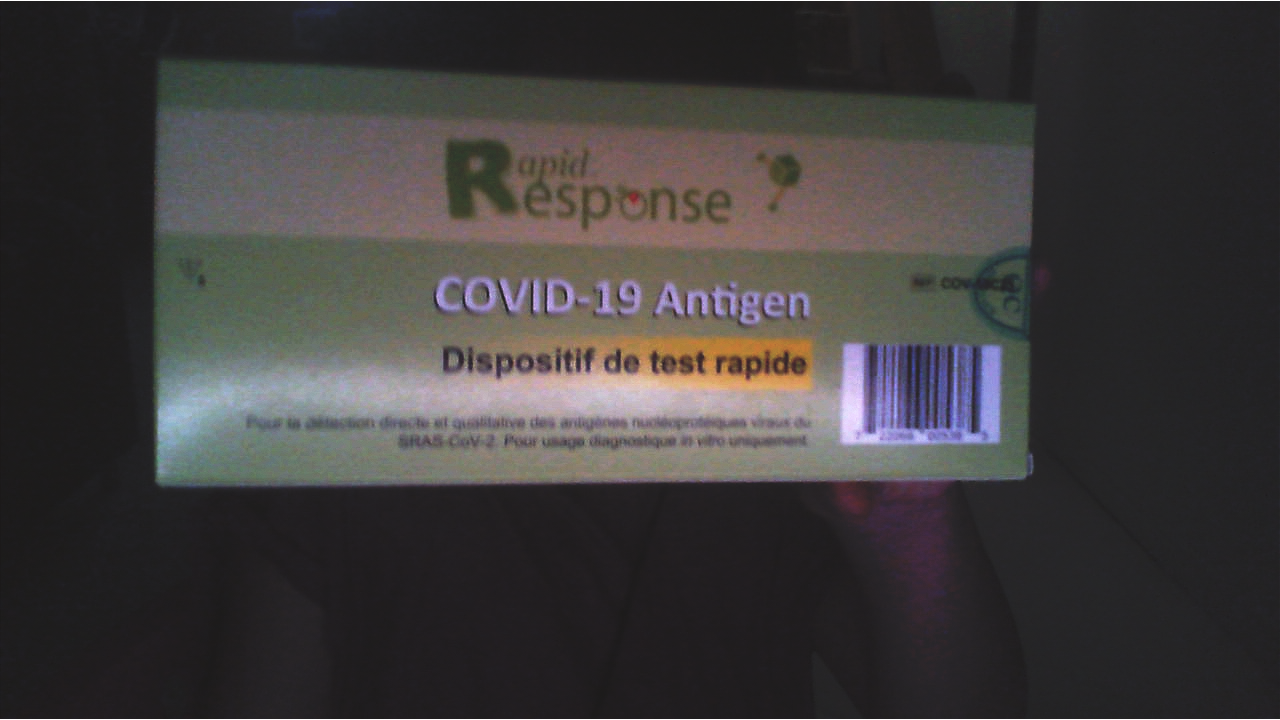 Rapid
Response
COVID-19 Antigen
Dispositif de test rapide
Pour la détection directe et qualitative des antigènes nucléoprotéiques viraux du
SRAS-CoV-2. Pour usage diagnostique in vitro uniquement.
REF